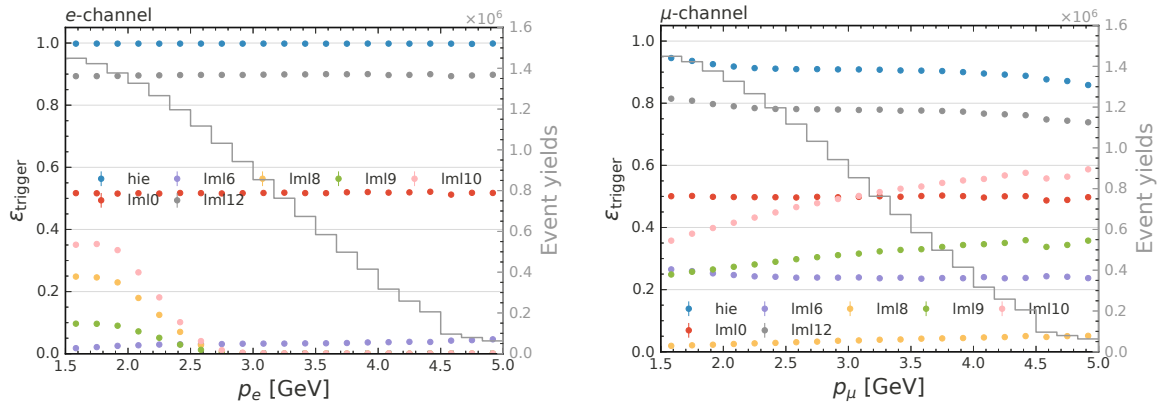 e-channel
×10⁶
1.0
0.8
0.6
0.4
0.2
0.0
ε_trigger
hie lml6 lml8 lml9 lml10
lml0 lml12
1.6
1.4
1.2
1.0
0.8
0.6
0.4
0.2
0.0
Event yields
1.5 2.0 2.5 3.0 3.5 4.0 4.5 5.0
p_e [GeV]
μ-channel
×10⁶
1.0
0.8
0.6
0.4
0.2
0.0
ε_trigger
hie lml6 lml8 lml9 lml10
lml0 lml12
1.6
1.4
1.2
1.0
0.8
0.6
0.4
0.2
0.0
Event yields
1.5 2.0 2.5 3.0 3.5 4.0 4.5 5.0
p_μ [GeV]